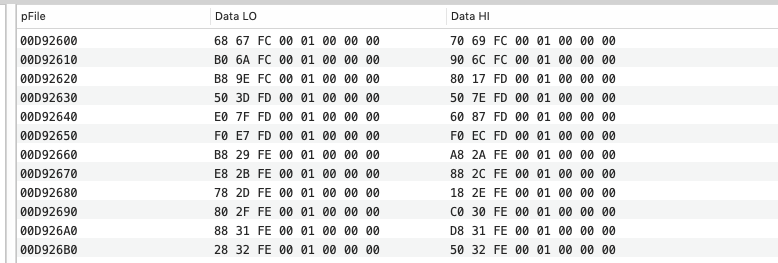 pFile Data LO Data HI
00D92600 68 67 FC 00 01 00 00 00 70 69 FC 00 01 00 00 00
00D92610 B0 6A FC 00 01 00 00 00 90 6C FC 00 01 00 00 00
00D92620 B8 9E FC 00 01 00 00 00 80 17 FD 00 01 00 00 00
00D92630 50 3D FD 00 01 00 00 00 50 7E FD 00 01 00 00 00
00D92640 E0 7F FD 00 01 00 00 00 60 87 FD 00 01 00 00 00
00D92650 F0 E7 FD 00 01 00 00 00 F0 EC FD 00 01 00 00 00
00D92660 B8 29 FE 00 01 00 00 00 A8 2A FE 00 01 00 00 00
00D92670 E8 2B FE 00 01 00 00 00 88 2C FE 00 01 00 00 00
00D92680 78 2D FE 00 01 00 00 00 18 2E FE 00 01 00 00 00
00D92690 80 2F FE 00 01 00 00 00 C0 30 FE 00 01 00 00 00
00D926A0 88 31 FE 00 01 00 00 00 D8 31 FE 00 01 00 00 00
00D926B0 28 32 FE 00 01 00 00 00 50 32 FE 00 01 00 00 00